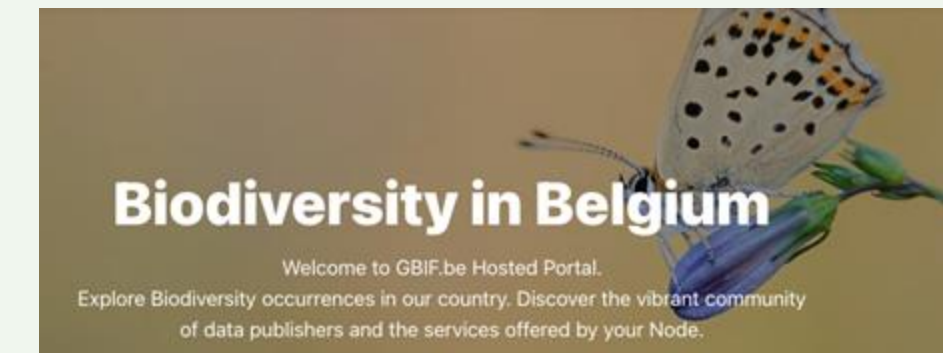 Biodiversity in Belgium
Welcome to GBIF.be Hosted Portal.
Explore Biodiversity occurrences in our country. Discover the vibrant community
of data publishers and the services offered by your Node.